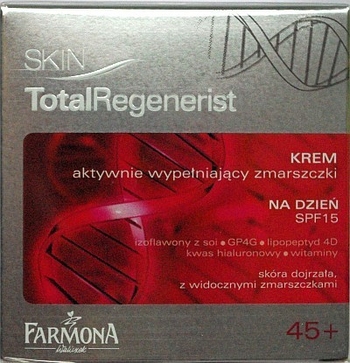 SKIN
TotalRegenerist
KREM
aktywnie wypełniający zmarszczki
NA DZIEŃ
SPF15
izoflawony z soi • GP4G • lipopeptyd 4D
kwas hialuronowy • witaminy
skóra dojrzała,
z widocznymi zmarszczkami
45+
FARMONA